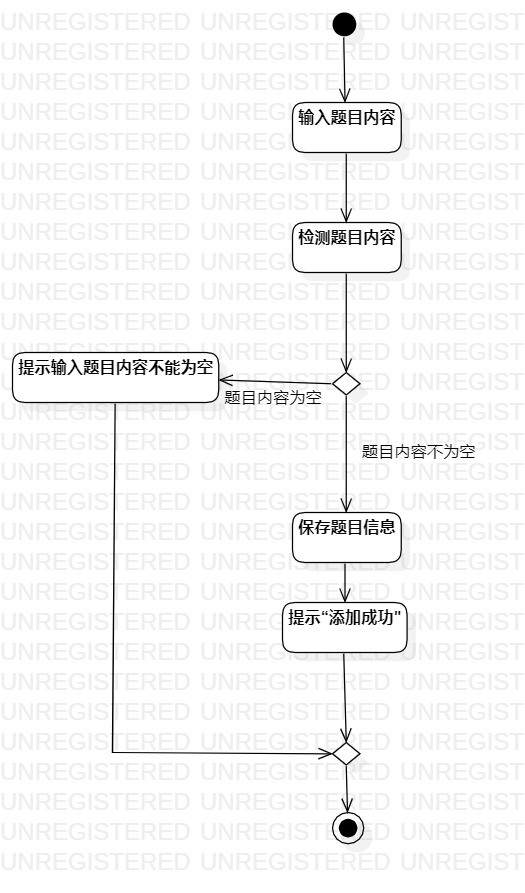 输入题目内容
检测题目内容
提示输入题目内容不能为空
题目内容为空
题目内容不为空
保存题目信息
提示“添加成功"
UNREGISTERED